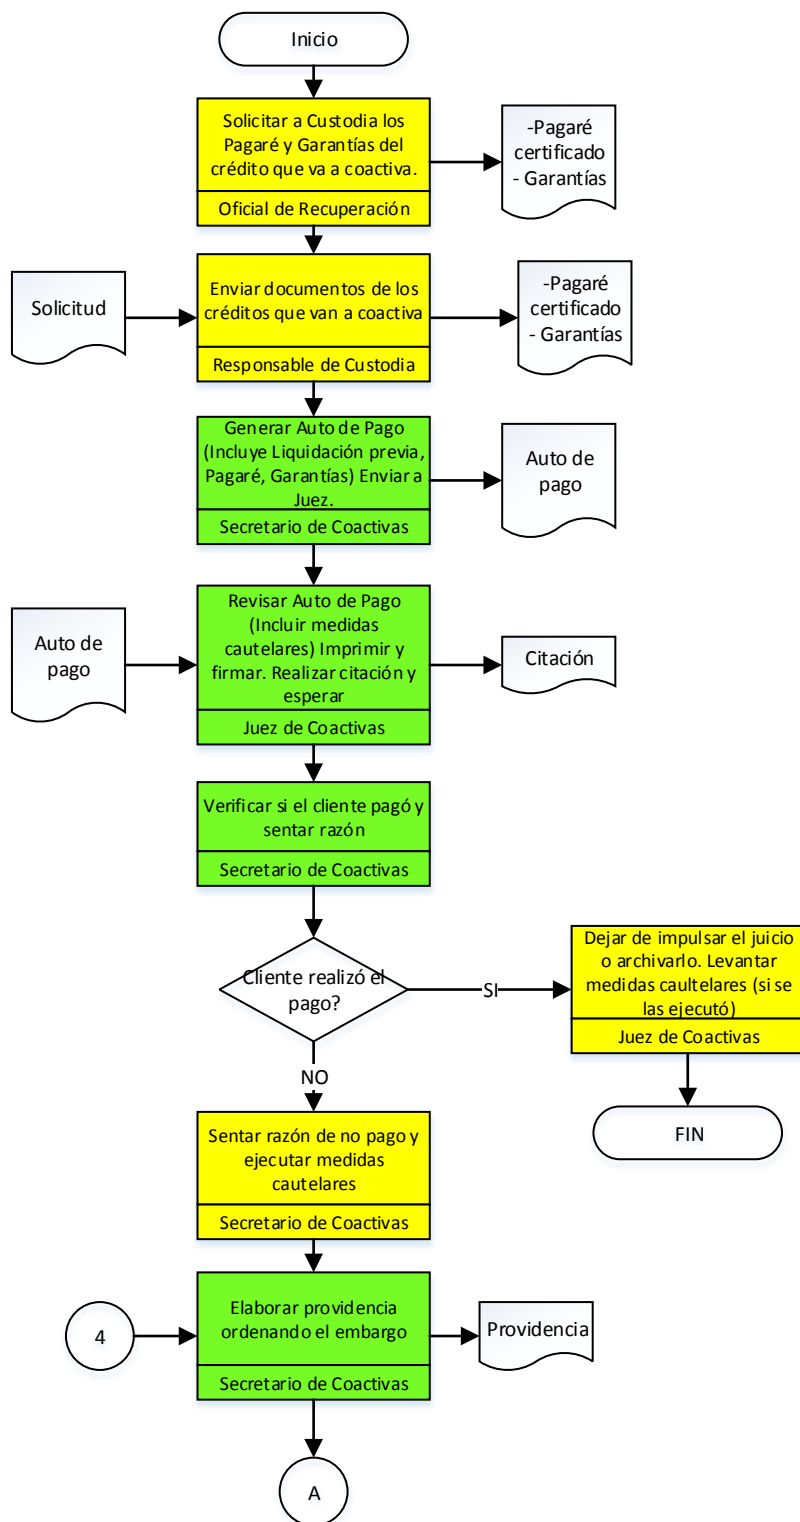 Inicio
Solicitar a Custodia los
Pagaré y Garantías del
crédito que va a coactiva.
Oficial de Recuperación
-Pagaré
certificado
- Garantías
Solicitud
Enviar documentos de los
créditos que van a coactiva
Responsable de Custodia
-Pagaré
certificado
- Garantías
Generar Auto de Pago
(Incluye Liquidación previa,
Pagaré, Garantías) Enviar a
Juez.
Secretario de Coactivas
Auto de
pago
Auto de
pago
Revisar Auto de Pago
(Incluir medidas
cautelares) Imprimir y
firmar. Realizar citación y
esperar
Juez de Coactivas
Citación
Verificar si el cliente pagó y
sentar razón
Secretario de Coactivas
Cliente realizó el
pago?
SI
Dejar de impulsar el juicio
o archivarlo. Levantar
medidas caultelares (si se
las ejecutó)
Juez de Coactivas
FIN
NO
Sentar razón de no pago y
ejecutar medidas
cautelares
Secretario de Coactivas
4
Elaborar providencia
ordenando el embargo
Secretario de Coactivas
Providencia
A